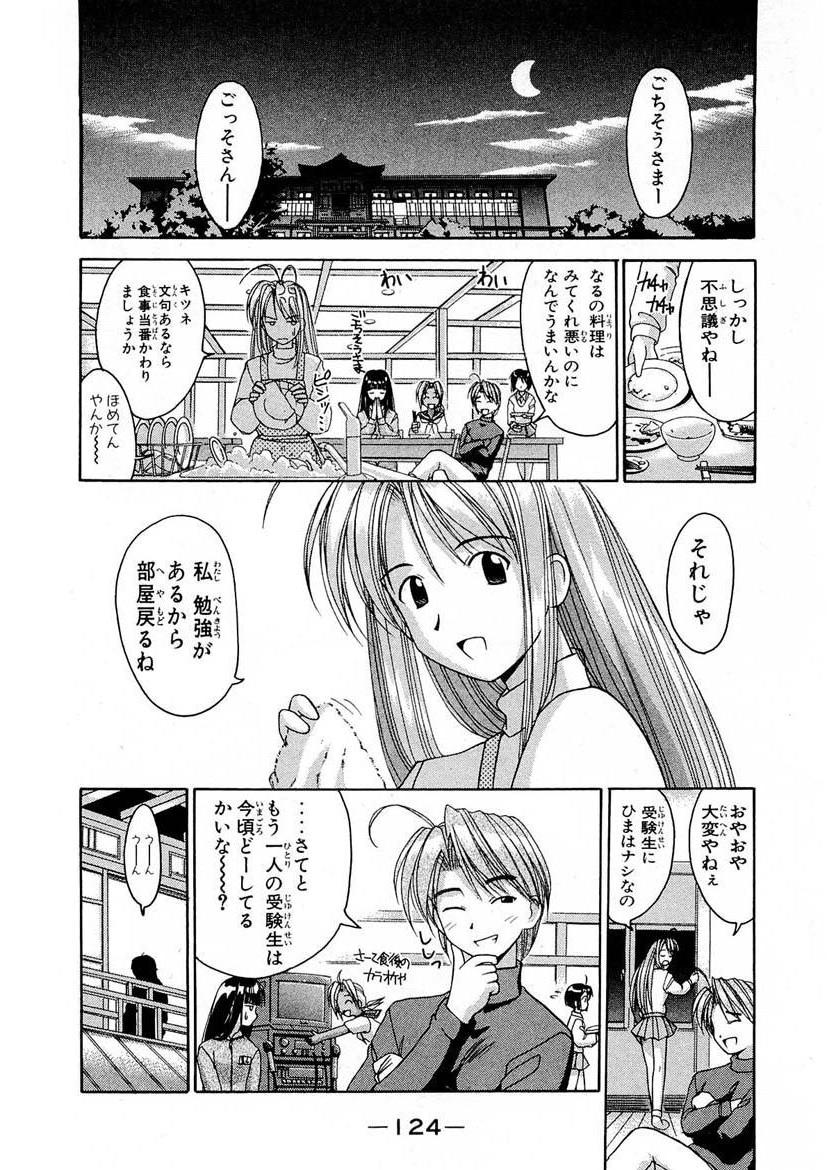 ごちそうさまー
ごっそさんー
しっかし
不思議やねー
カチャ
カチャ
なるの料理は
みてくれ悪いのに
なんでうまいんかな
わい
わい
ごちそうさま
キツネ
文句あるなら
食事当番かわり
ましょうか
ほめてん
やんか〜〜
それじゃ
私 勉強が
あるから
部屋戻るね
おやおや
大変やねぇ
受験生に
ひまはナシなの
‥‥さてと
もう一人の受験生は
今頃どーしてる
かいな〜〜?
ししし
さーて食後の
カラオケや
うーん
うーん
—124—